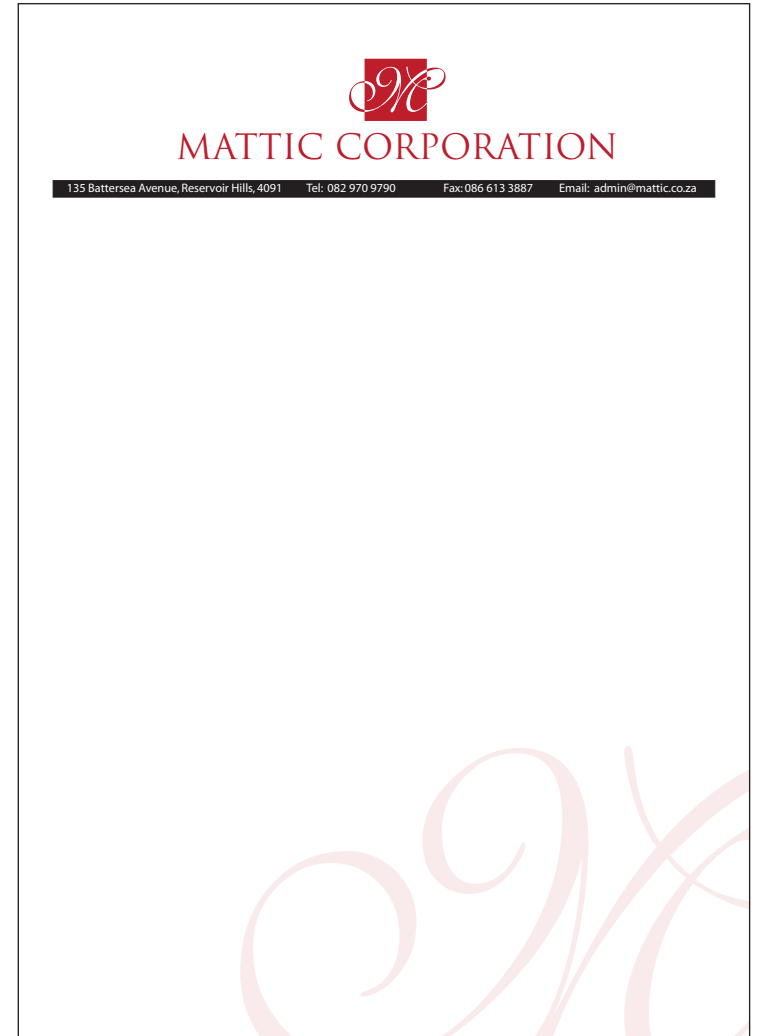 M
MATTIC CORPORATION
135 Battersea Avenue, Reservoir Hills, 4091 Tel: 082 970 9790 Fax: 086 613 3887 Email: admin@mattic.co.za